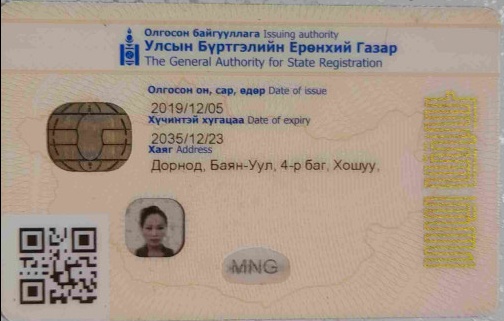 Олгосон байгууллага Issuing authority
Улсын Бүртгэлийн Ерөнхий Газар
The General Authority for State Registration
Олгосон он, сар, өдөр Date of issue
2019/12/05
Хүчинтэй хугацаа Date of expiry
2035/12/23
Хаяг Address
Дорнод, Баян-Уул, 4-р баг, Хошуу,
MNG